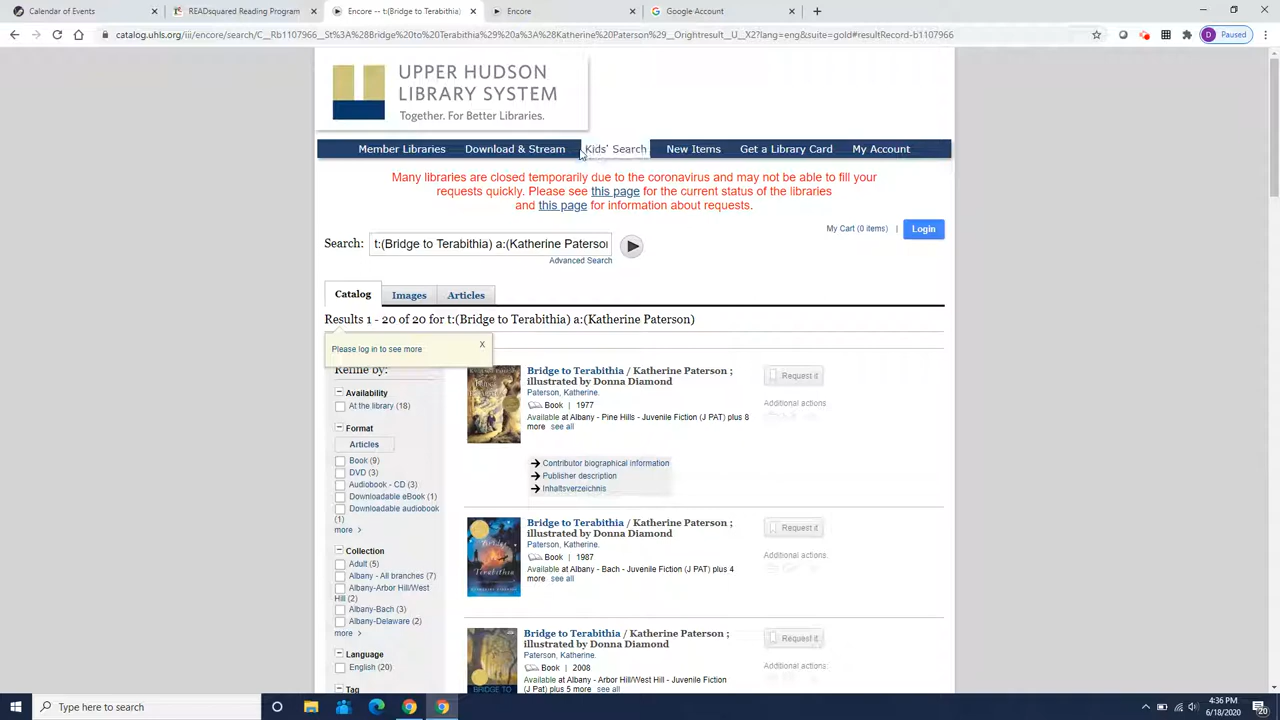 Calendar of Events
READsquared Reading Program
Encore -- t:(Bridge to Terabithia)
Encore
Google Account
catalog.uhls.org/iii/encore/search/C__Rb1107966__St%3A%28Bridge%20to%20Terabithia%29%20a%3A%28Katherine%20Paterson%29__Orightresult__U__X2?lang=eng&suite=gold#resultRecord-b1107966
D
Paused
UPPER HUDSON
LIBRARY SYSTEM
Together. For Better Libraries.
Member Libraries
Download & Stream
Kids' Search
New Items
Get a Library Card
My Account
Many libraries are closed temporarily due to the coronavirus and may not be able to fill your
requests quickly. Please see this page for the current status of the libraries
and this page for information about requests.
My Cart (0 items) | Login
Search: t:(Bridge to Terabithia) a:(Katherine Paterso
Advanced Search
Catalog Images Articles
Results 1 - 20 of 20 for t:(Bridge to Terabithia) a:(Katherine Paterson)
Please log in to see more X
Refine by:
Availability
At the library (18)
Format
Articles
Book (9)
DVD (3)
Audiobook - CD (3)
Downloadable eBook (1)
Downloadable audiobook
(1)
more >
Collection
Adult (5)
Albany - All branches (7)
Albany-Arbor Hill/West
Hill (2)
Albany-Bach (3)
Albany-Delaware (2)
more >
Language
English (20)
Tag
Bridge to Terabithia / Katherine Paterson ;
illustrated by Donna Diamond
Paterson, Katherine.
Book | 1977
Available at Albany - Pine Hills - Juvenile Fiction (J PAT) plus 8
more see all
Request it
Additional actions:
Contributor biographical information
Publisher description
Inhaltsverzeichnis
Bridge to Terabithia / Katherine Paterson ;
illustrated by Donna Diamond
Paterson, Katherine.
Book | 1987
Available at Albany - Bach - Juvenile Fiction (J PAT) plus 4
more see all
Request it
Additional actions:
Bridge to Terabithia / Katherine Paterson ;
illustrated by Donna Diamond
Paterson, Katherine.
Book | 2008
Available at Albany - Arbor Hill/West Hill - Juvenile Fiction
(J Pat) plus 5 more see all
Request it
Additional actions:
BRIDGE TO
Type here to search
4:36 PM
6/18/2020
20